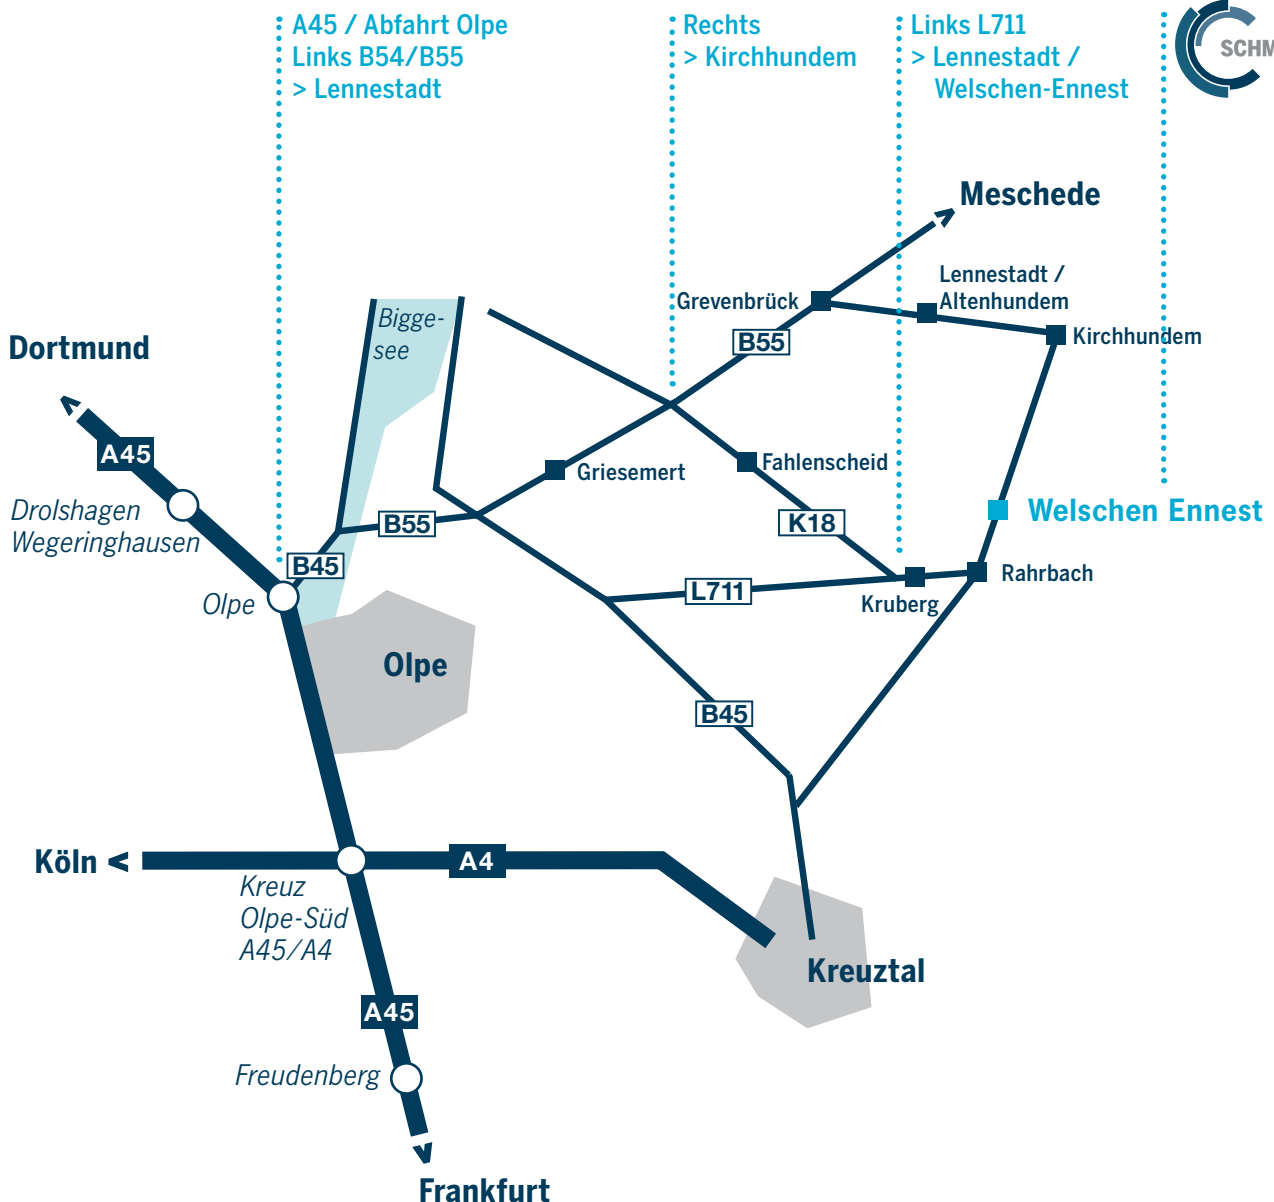 A45 / Abfahrt Olpe
Links B54/B55
> Lennestadt
Rechts
> Kirchhundem
Links L711
> Lennestadt /
Welschen-Ennest
SCHM
Meschede
Lennestadt /
Altenhundem
Grevenbrück
Kirchhundem
B55
Bigge-
see
Dortmund
A45
Drolshagen
Wegeringhausen
Griesemert
Fahlenscheid
K18
Welschen Ennest
B55
B45
Olpe
L711
Kruberg
Rahrbach
Olpe
B45
Köln
A4
Kreuz
Olpe-Süd
A45/A4
Kreuztal
A45
Freudenberg
Frankfurt